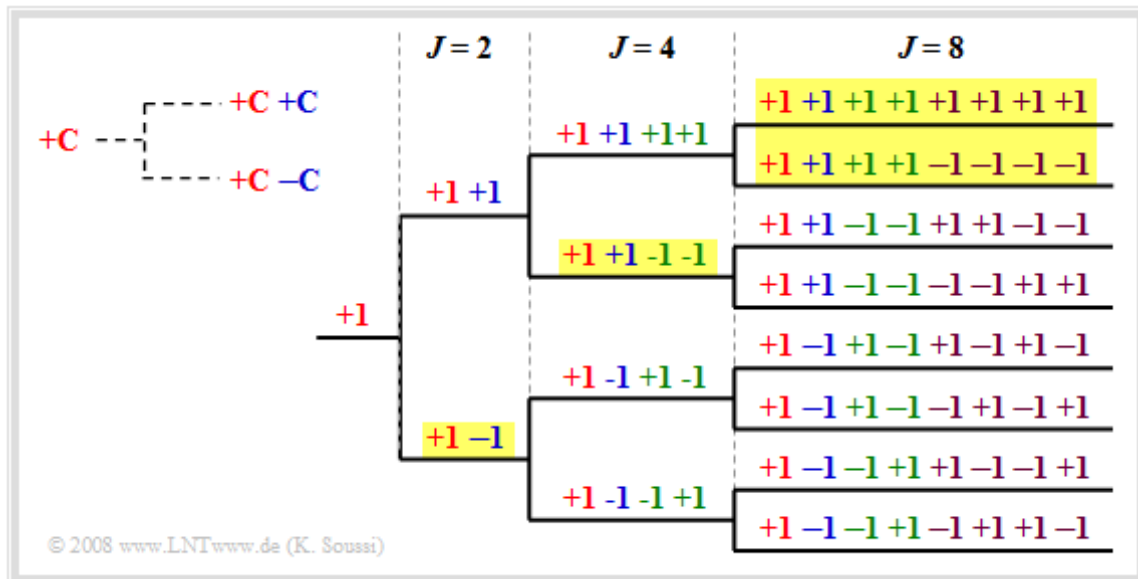 J = 2
J = 4
J = 8
+C
+C +C
+C –C
+1
+1 +1
+1 –1
+1 +1 +1+1
+1 +1 -1 -1
+1 -1 +1 -1
+1 -1 -1 +1
+1 +1 +1 +1 +1 +1 +1 +1
+1 +1 +1 +1 –1 –1 –1 –1
+1 +1 –1 –1 +1 +1 –1 –1
+1 +1 –1 –1 –1 –1 +1 +1
+1 –1 +1 –1 +1 –1 +1 –1
+1 –1 +1 –1 –1 +1 –1 +1
+1 –1 –1 +1 +1 –1 –1 +1
+1 –1 –1 +1 –1 +1 +1 –1
© 2008 www.LNTwww.de (K. Soussi)